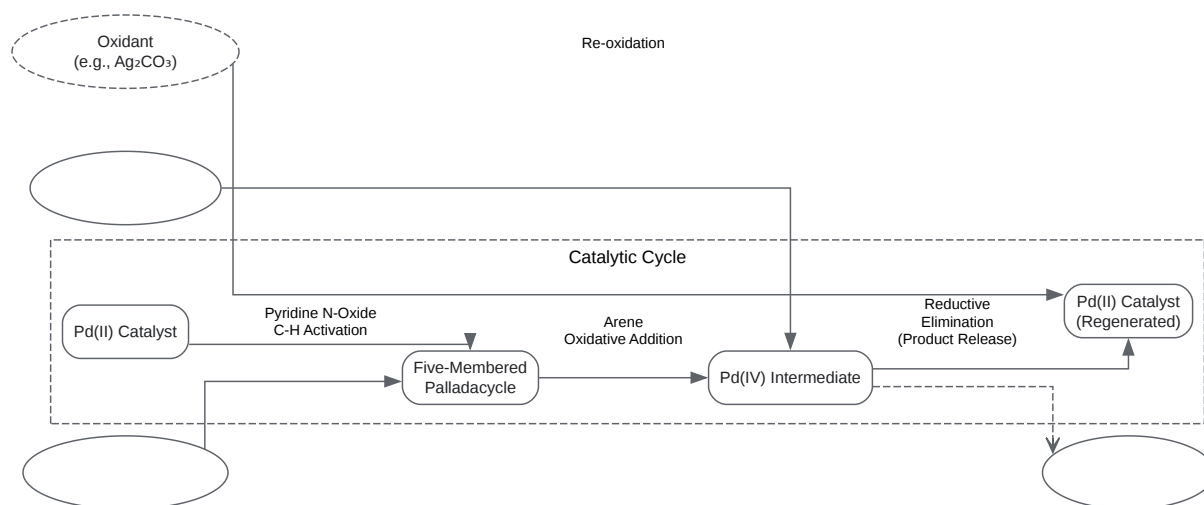 Oxidant
(e.g., Ag₂CO₃)
Re-oxidation
Catalytic Cycle
Pd(II) Catalyst
Pyridine N-Oxide
C-H Activation
Five-Membered
Palladacycle
Arene
Oxidative Addition
Pd(IV) Intermediate
Reductive
Elimination
(Product Release)
Pd(II) Catalyst
(Regenerated)